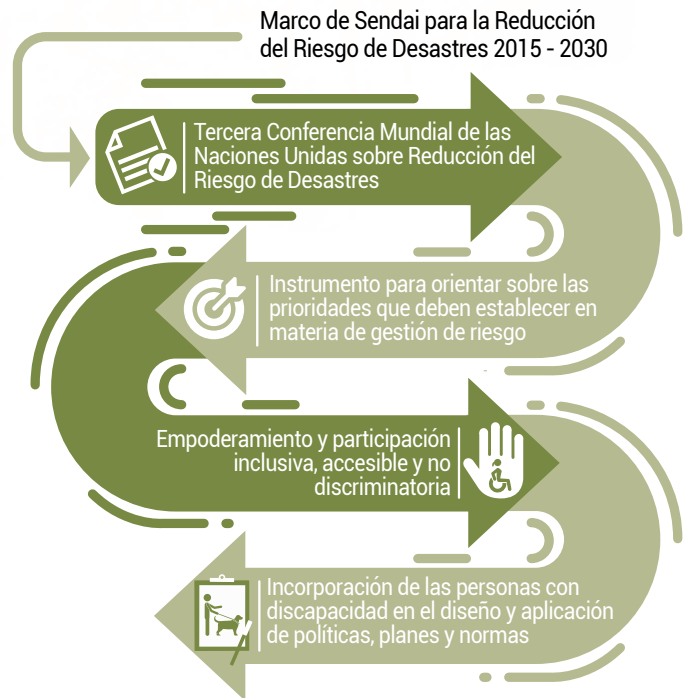 Marco de Sendai para la Reducción
del Riesgo de Desastres 2015 - 2030
Tercera Conferencia Mundial de las
Naciones Unidas sobre Reducción del
Riesgo de Desastres
Instrumento para orientar sobre las
prioridades que deben establecer en
materia de gestión de riesgo
Empoderamiento y participación
inclusiva, accesible y no
discriminatoria
Incorporación de las personas con
discapacidad en el diseño y aplicación
de políticas, planes y normas